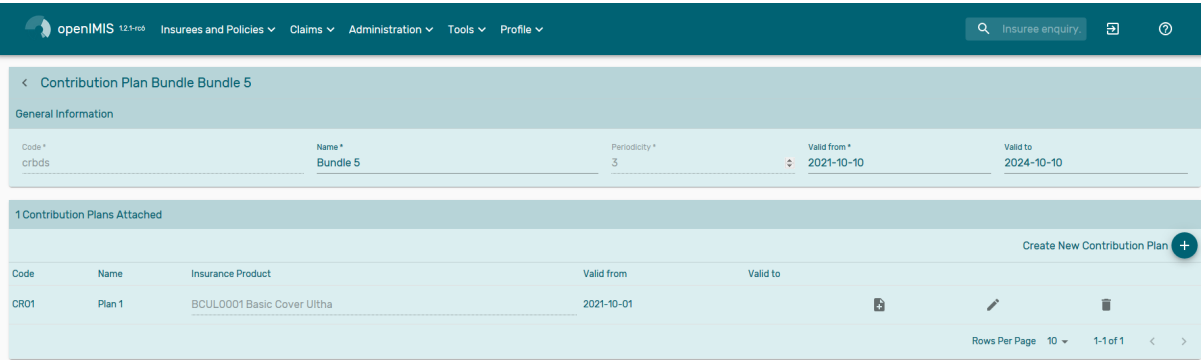 openIMIS 1.2.1-rc6 Insurees and Policies Claims Administration Tools Profile Insuree enquiry.
Contribution Plan Bundle Bundle 5
General Information
Code * Name * Periodicity * Valid from * Valid to
crbds Bundle 5 3 2021-10-10 2024-10-10
1 Contribution Plans Attached
Create New Contribution Plan
Code Name Insurance Product Valid from Valid to
CR01 Plan 1 BCUL0001 Basic Cover Ultha 2021-10-01
Rows Per Page 10 1-1 of 1